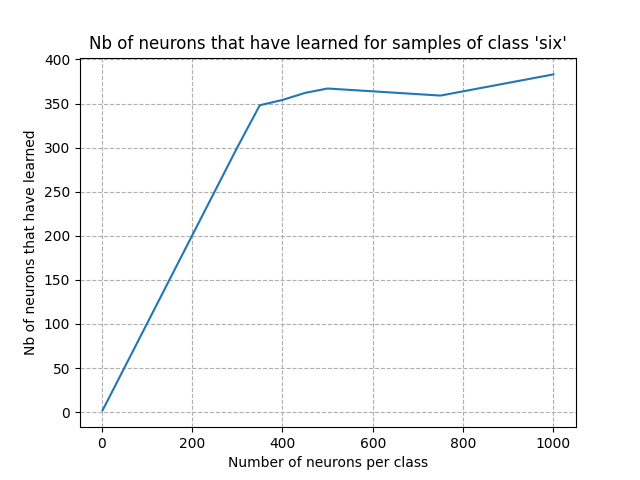 Nb of neurons that have learned for samples of class 'six'
400
350
300
250
200
150
100
50
0
Nb of neurons that have learned
0 200 400 600 800 1000
Number of neurons per class